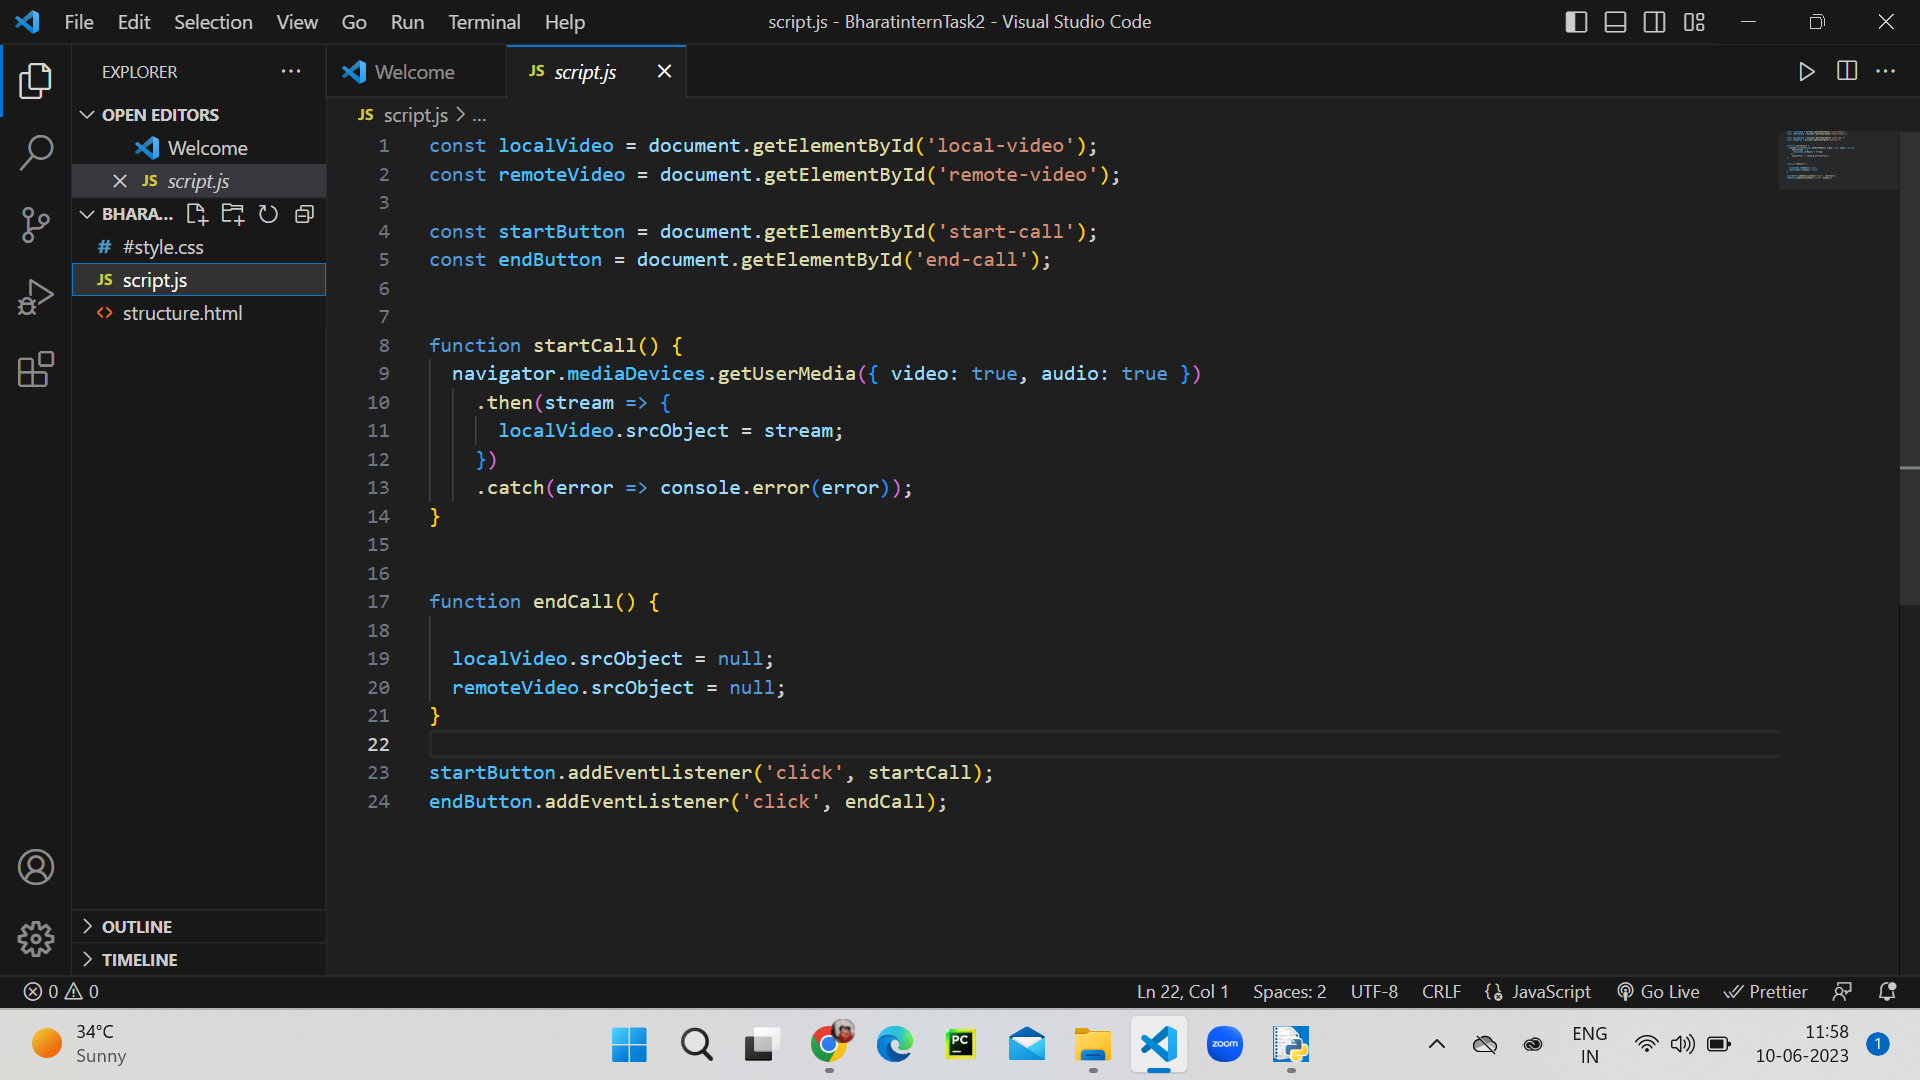 File Edit Selection View Go Run Terminal Help
script.js - BharatinternTask2 - Visual Studio Code
EXPLORER
OPEN EDITORS
Welcome
JS script.js
BHARA...
# #style.css
JS script.js
<> structure.html
OUTLINE
TIMELINE
Welcome
JS script.js
JS script.js > ...
1 const localVideo = document.getElementById('local-video');
2 const remoteVideo = document.getElementById('remote-video');
3
4 const startButton = document.getElementById('start-call');
5 const endButton = document.getElementById('end-call');
6
7
8 function startCall() {
9 navigator.mediaDevices.getUserMedia({ video: true, audio: true })
10 .then(stream => {
11 localVideo.srcObject = stream;
12 })
13 .catch(error => console.error(error));
14 }
15
16
17 function endCall() {
18
19 localVideo.srcObject = null;
20 remoteVideo.srcObject = null;
21 }
22
23 startButton.addEventListener('click', startCall);
24 endButton.addEventListener('click', endCall);
0 0
Ln 22, Col 1 Spaces: 2 UTF-8 CRLF JavaScript Go Live Prettier
34°C
Sunny
PC
zoom
ENG
IN
11:58
10-06-2023
1